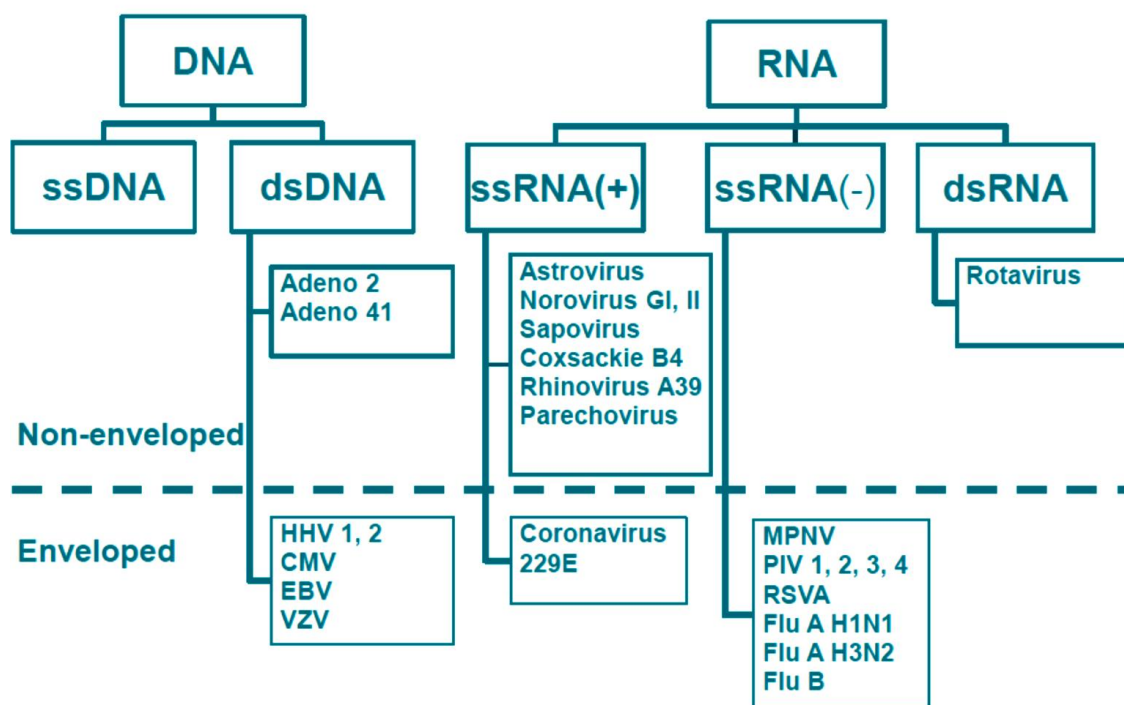 DNA
RNA
ssDNA
dsDNA
ssRNA(+)
ssRNA(-)
dsRNA
Adeno 2
Adeno 41
Astrovirus
Norovirus GI, II
Sapovirus
Coxsackie B4
Rhinovirus A39
Parechovirus
Rotavirus
Non-enveloped
Enveloped
HHV 1, 2
CMV
EBV
VZV
Coronavirus
229E
MPNV
PIV 1, 2, 3, 4
RSVA
Flu A H1N1
Flu A H3N2
Flu B